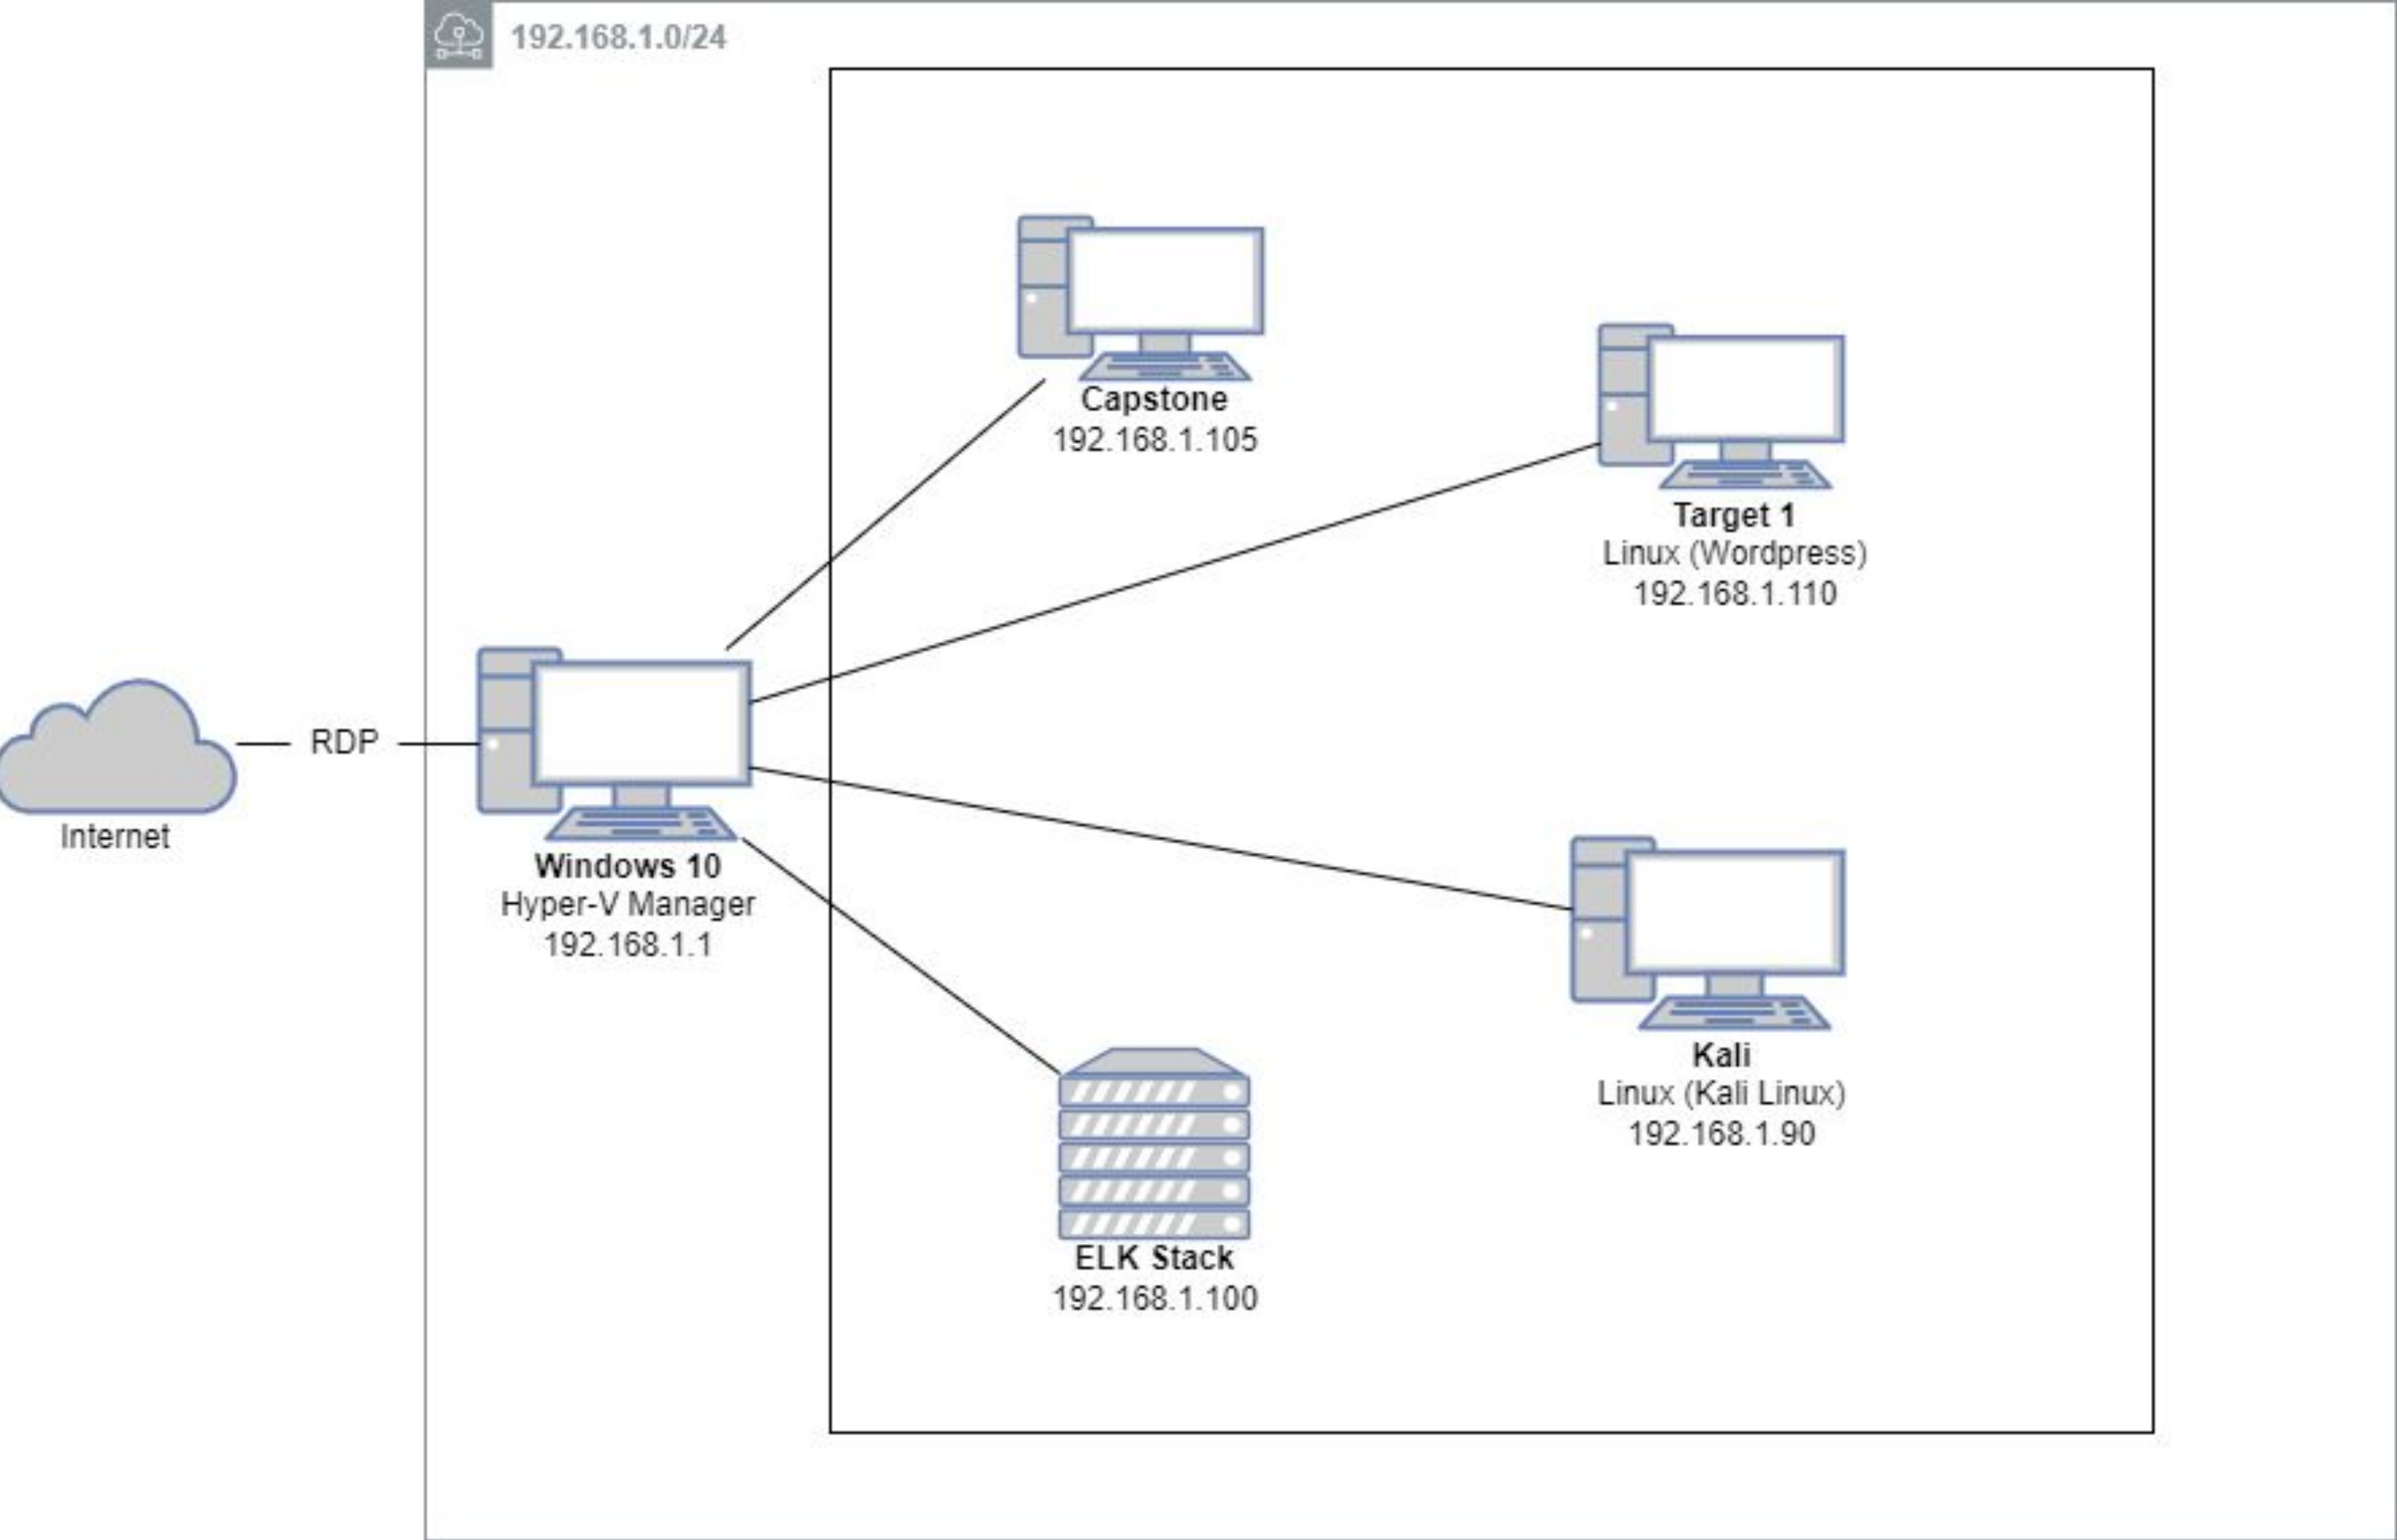 192.168.1.0/24
Capstone
192.168.1.105
Target 1
Linux (Wordpress)
192.168.1.110
RDP
Internet
Windows 10
Hyper-V Manager
192.168.1.1
Kali
Linux (Kali Linux)
192.168.1.90
ELK Stack
192.168.1.100